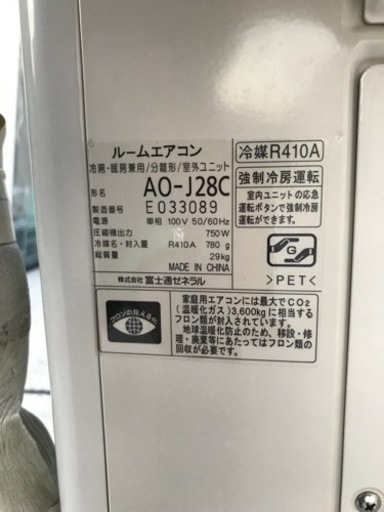 ルームエアコン
冷房・暖房兼用/分離形/室外ユニット
形名 AO-J28C
製造番号 E033089
電源 単相 100V 50/60Hz
圧縮機出力 750W
冷媒名・封入量 R410A 780g
総質量 29kg
MADE IN CHINA
株式会社 富士通ゼネラル
冷媒R410A
強制冷房運転
室内ユニットの応急
運転ボタンで強制冷房
運転ができます。
G
>PET<
フロンの見える化
家庭用エアコンには最大でCO2
(温暖化ガス)3,600kgに相当する
フロン類が封入されています。
地球温暖化防止のため、移設・修
理・廃棄等にあたってはフロン類の
回収が必要です。